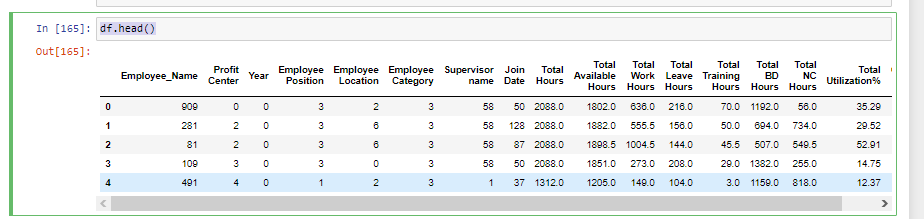 In [165]: df.head()
Out[165]:
Employee_Name Profit Center Year Employee Position Employee Location Employee Category Supervisor name Join Date Total Hours Total Available Hours Total Work Hours Total Leave Hours Total Training Hours Total BD Hours Total NC Hours Total Utilization%
0 909 0 0 3 2 3 58 50 2088.0 1802.0 636.0 216.0 70.0 1192.0 56.0 35.29
1 281 2 0 3 6 3 58 128 2088.0 1882.0 555.5 156.0 50.0 694.0 734.0 29.52
2 81 2 0 3 6 3 58 87 2088.0 1898.5 1004.5 144.0 45.5 507.0 549.5 52.91
3 109 3 0 3 0 3 58 50 2088.0 1851.0 273.0 208.0 29.0 1382.0 255.0 14.75
4 491 4 0 1 2 3 1 37 1312.0 1205.0 149.0 104.0 3.0 1159.0 818.0 12.37